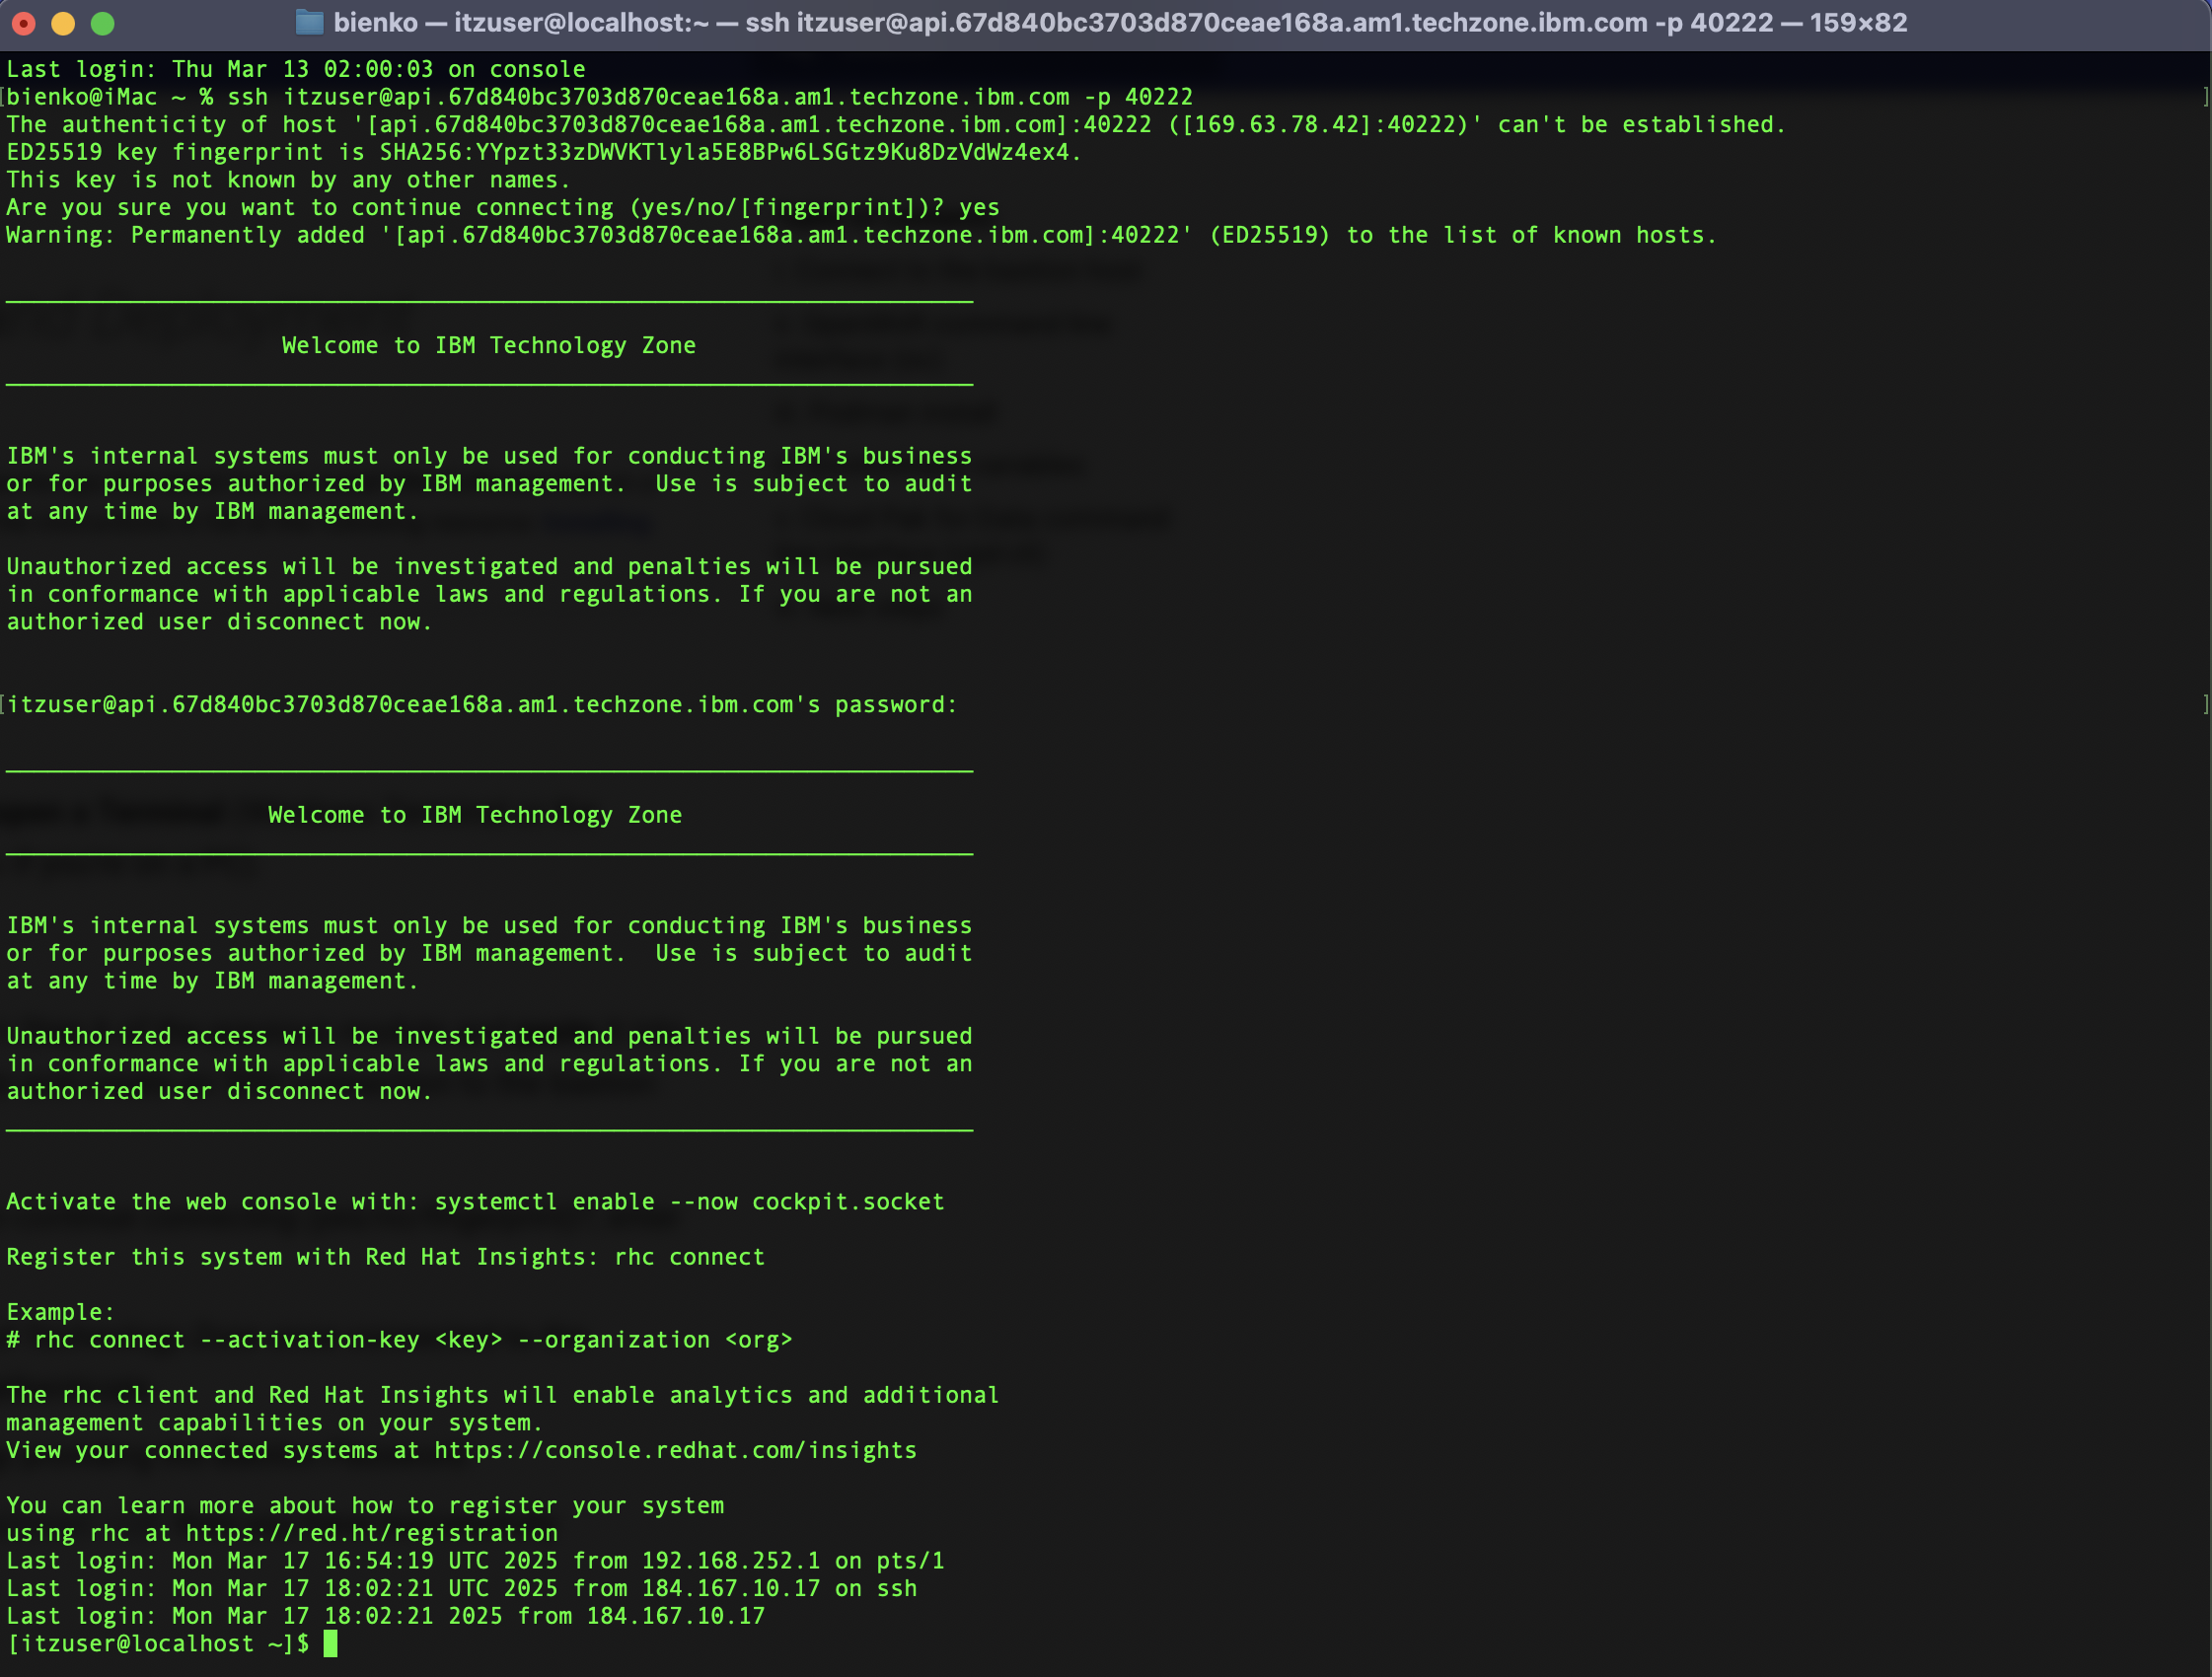 bienko — itzuser@localhost:~ — ssh itzuser@api.67d840bc3703d870ceae168a.am1.techzone.ibm.com -p 40222 — 159×82
Last login: Thu Mar 13 02:00:03 on console
[bienko@iMac ~ % ssh itzuser@api.67d840bc3703d870ceae168a.am1.techzone.ibm.com -p 40222 ]
The authenticity of host '[api.67d840bc3703d870ceae168a.am1.techzone.ibm.com]:40222 ([169.63.78.42]:40222)' can't be established.
ED25519 key fingerprint is SHA256:YYpzt33zDWVKTlyla5E8BPw6LSGtz9Ku8DzVdWz4ex4.
This key is not known by any other names.
Are you sure you want to continue connecting (yes/no/[fingerprint])? yes
Warning: Permanently added '[api.67d840bc3703d870ceae168a.am1.techzone.ibm.com]:40222' (ED25519) to the list of known hosts.
Welcome to IBM Technology Zone
IBM's internal systems must only be used for conducting IBM's business
or for purposes authorized by IBM management.  Use is subject to audit
at any time by IBM management.
Unauthorized access will be investigated and penalties will be pursued
in conformance with applicable laws and regulations. If you are not an
authorized user disconnect now.
[itzuser@api.67d840bc3703d870ceae168a.am1.techzone.ibm.com's password: ]
Welcome to IBM Technology Zone
IBM's internal systems must only be used for conducting IBM's business
or for purposes authorized by IBM management.  Use is subject to audit
at any time by IBM management.
Unauthorized access will be investigated and penalties will be pursued
in conformance with applicable laws and regulations. If you are not an
authorized user disconnect now.
Activate the web console with: systemctl enable --now cockpit.socket
Register this system with Red Hat Insights: rhc connect
Example:
# rhc connect --activation-key <key> --organization <org>
The rhc client and Red Hat Insights will enable analytics and additional
management capabilities on your system.
View your connected systems at https://console.redhat.com/insights
You can learn more about how to register your system
using rhc at https://red.ht/registration
Last login: Mon Mar 17 16:54:19 UTC 2025 from 192.168.252.1 on pts/1
Last login: Mon Mar 17 18:02:21 UTC 2025 from 184.167.10.17 on ssh
Last login: Mon Mar 17 18:02:21 2025 from 184.167.10.17
[itzuser@localhost ~]$